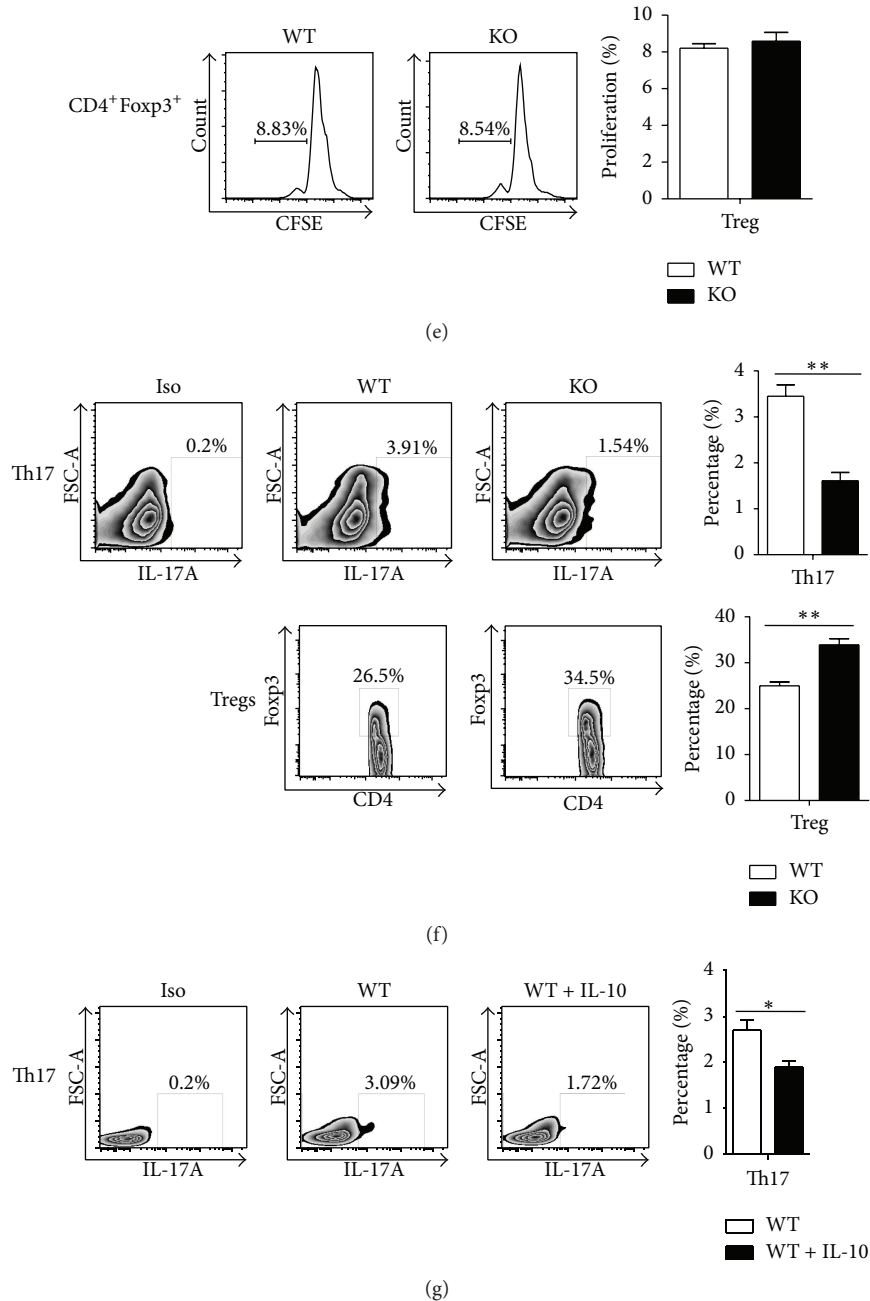 WT
KO
CD4+Foxp3+
Count
8.83%
CFSE
Count
8.54%
CFSE
Proliferation (%)
10
8
6
4
2
0
Treg
WT
KO
(e)
Iso
WT
KO
Th17
FSC-A
0.2%
IL-17A
FSC-A
3.91%
IL-17A
FSC-A
1.54%
IL-17A
Percentage (%)
4
3
2
1
0
**
Th17
Tregs
Foxp3
26.5%
CD4
Foxp3
34.5%
CD4
Percentage (%)
40
30
20
10
0
**
Treg
WT
KO
(f)
Iso
WT
WT + IL-10
Th17
FSC-A
0.2%
IL-17A
FSC-A
3.09%
IL-17A
FSC-A
1.72%
IL-17A
Percentage (%)
4
3
2
1
0
*
Th17
WT
WT + IL-10
(g)